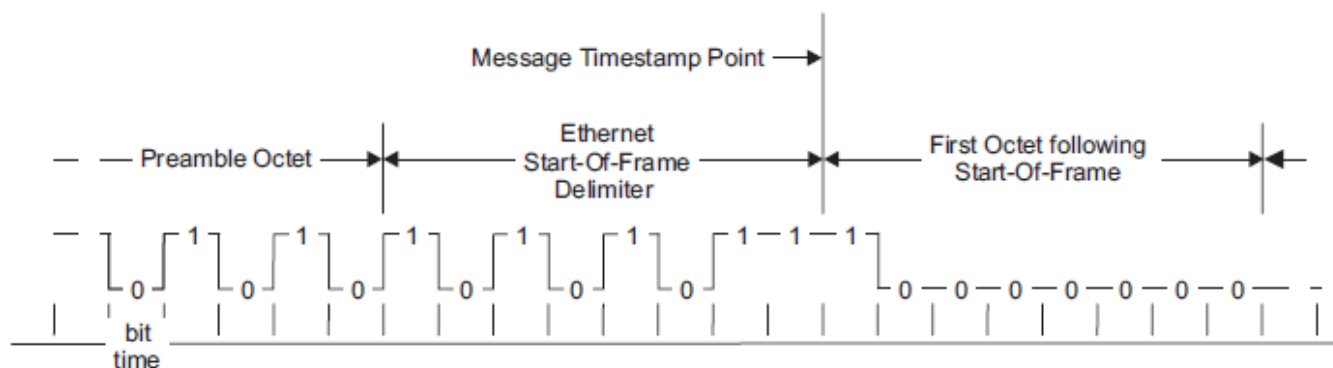 Message Timestamp Point
Preamble Octet
Ethernet
Start-Of-Frame
Delimiter
First Octet following
Start-Of-Frame
0 1 0 1 0 1 0 1 0 1 0 1 1 1 0 0 0 0 0 0 0
bit
time